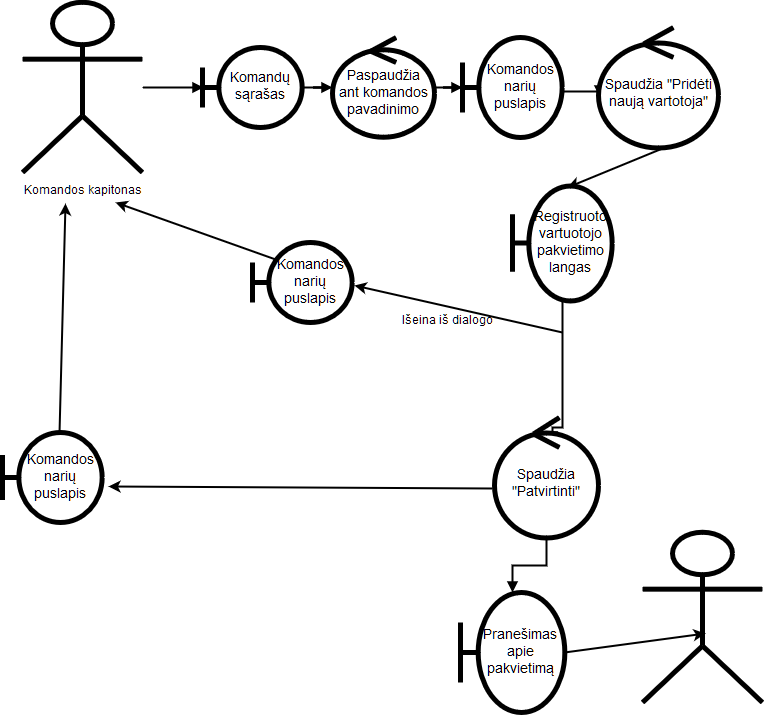 Komandų
sąrašas
Paspaudžia
ant komandos
pavadinimo
Komandos
narių
puslapis
Spaudžia "Pridėti
naują vartotoja"
Komandos kapitonas
Registruoto
vartuotojo
pakvietimo
langas
Komandos
narių
puslapis
Išeina iš dialogo
Komandos
narių
puslapis
Spaudžia
"Patvirtinti"
Pranešimas
apie
pakvietimą